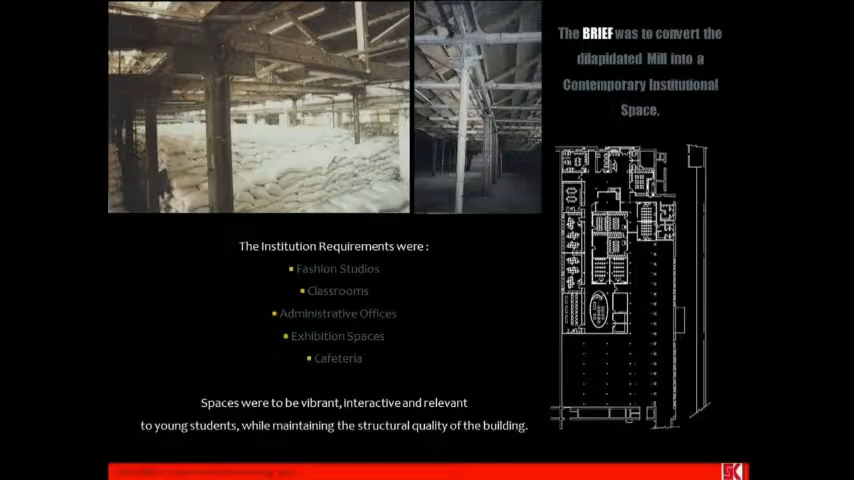 The BRIEF was to convert the
dilapidated Mill into a
Contemporary Institutional
Space.
The Institution Requirements were :
Fashion Studios
Classrooms
Administrative Offices
Exhibition Spaces
Cafeteria
Spaces were to be vibrant, interactive and relevant
to young students, while maintaining the structural quality of the building.
SK